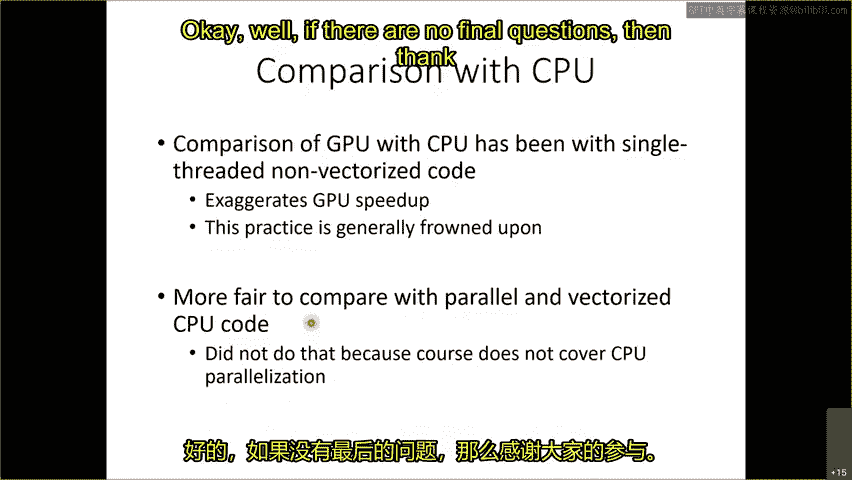 Okay, well, if there are no final questions, then
thank
Comparison with CPU
• Comparison of GPU with CPU has been with single-
threaded non-vectorized code
• Exaggerates GPU speedup
• This practice is generally frowned upon
• More fair to compare with parallel and vectorized
CPU code
• Did not do that because course does not cover CPU
parallelization
好的，如果没有最后的问题，那么感谢大家的参与。
+15